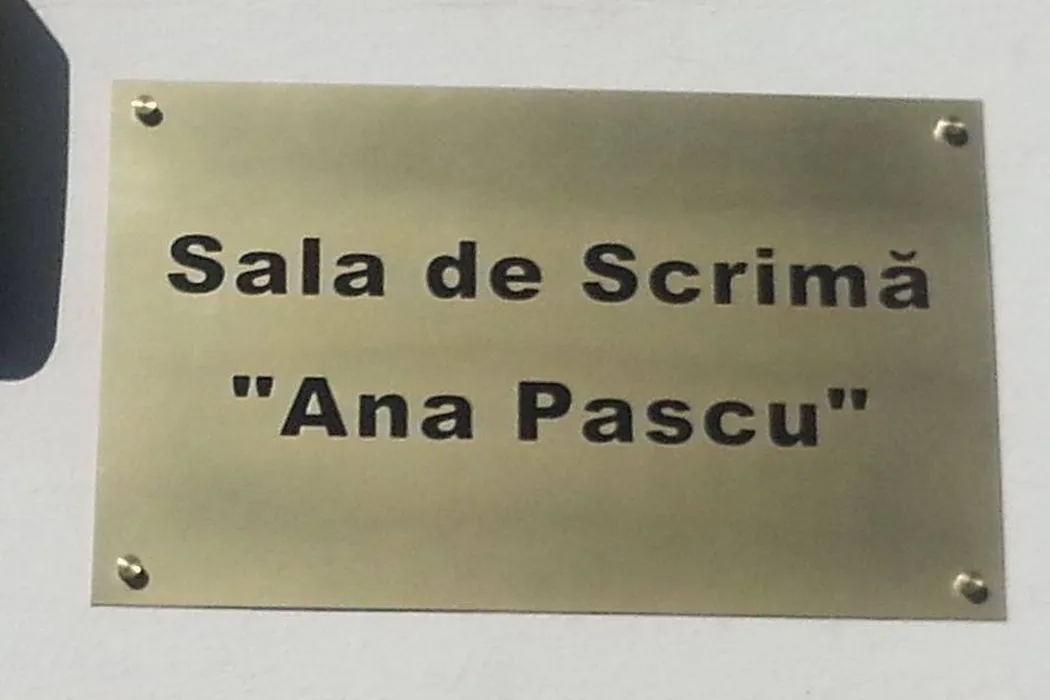 Sala de Scrimă
"Ana Pascu"